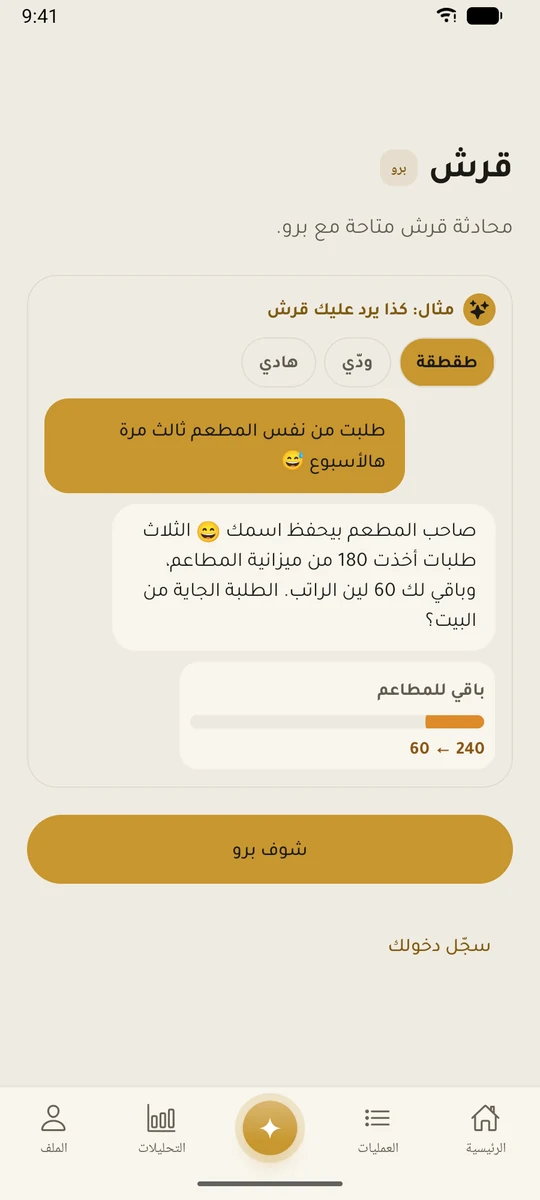 9:41
قرش برو
محادثة قرش متاحة مع برو.
مثال: كذا يرد عليك قرش
طقطقة ودّي هادي
طلبت من نفس المطعم ثالث مرة
هالأسبوع 😅
صاحب المطعم بيحفظ اسمك 😄 الثلاث
طلبات أخذت 180 من ميزانية المطاعم،
وباقي لك 60 لين الراتب. الطلبة الجاية من
البيت؟
باقي للمطاعم
240 ← 60
شوف برو
سجّل دخولك
الرئيسية العمليات التحليلات الملف